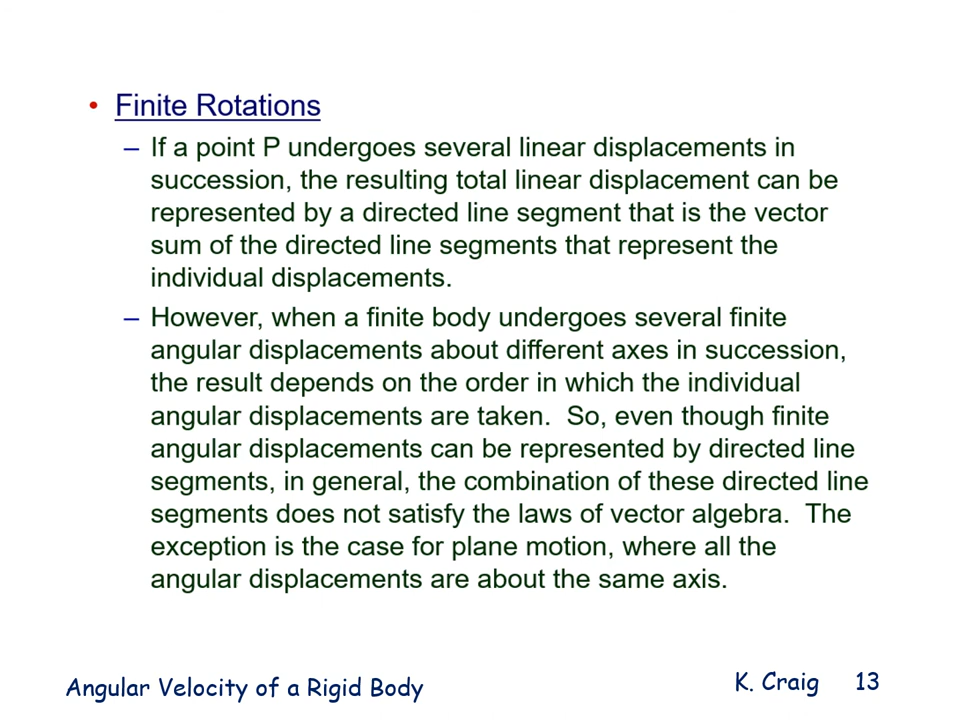 • Finite Rotations
– If a point P undergoes several linear displacements in
succession, the resulting total linear displacement can be
represented by a directed line segment that is the vector
sum of the directed line segments that represent the
individual displacements.
– However, when a finite body undergoes several finite
angular displacements about different axes in succession,
the result depends on the order in which the individual
angular displacements are taken.  So, even though finite
angular displacements can be represented by directed line
segments, in general, the combination of these directed line
segments does not satisfy the laws of vector algebra.  The
exception is the case for plane motion, where all the
angular displacements are about the same axis.
Angular Velocity of a Rigid Body
K. Craig 13